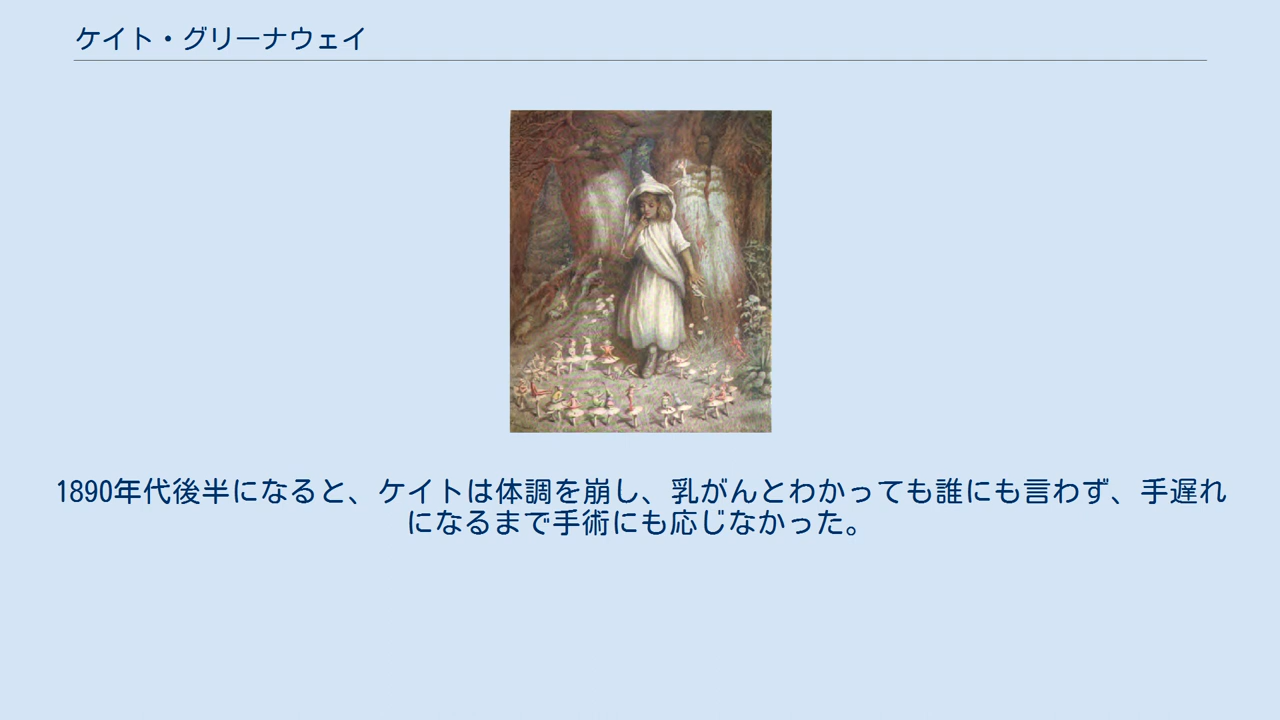 ケイト・グリーナウェイ
1890年代後半になると、ケイトは体調を崩し、乳がんとわかっても誰にも言わず、手遅れ
になるまで手術にも応じなかった。